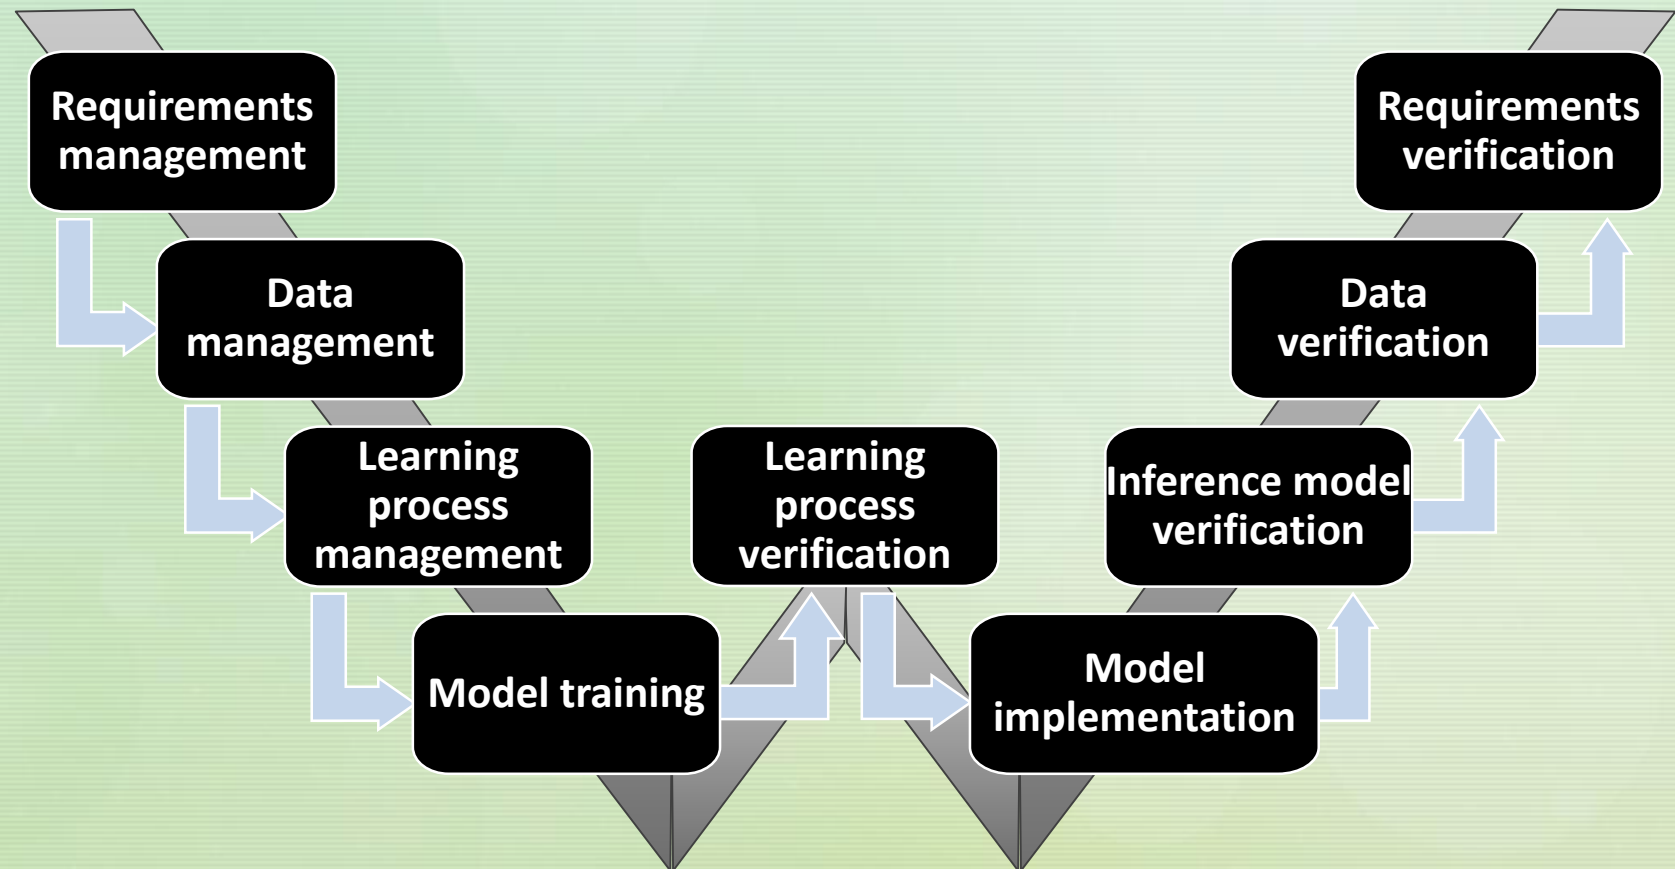 Requirements
management
Data
management
Learning
process
management
Model training
Learning
process
verification
Model
implementation
Inference model
verification
Data
verification
Requirements
verification